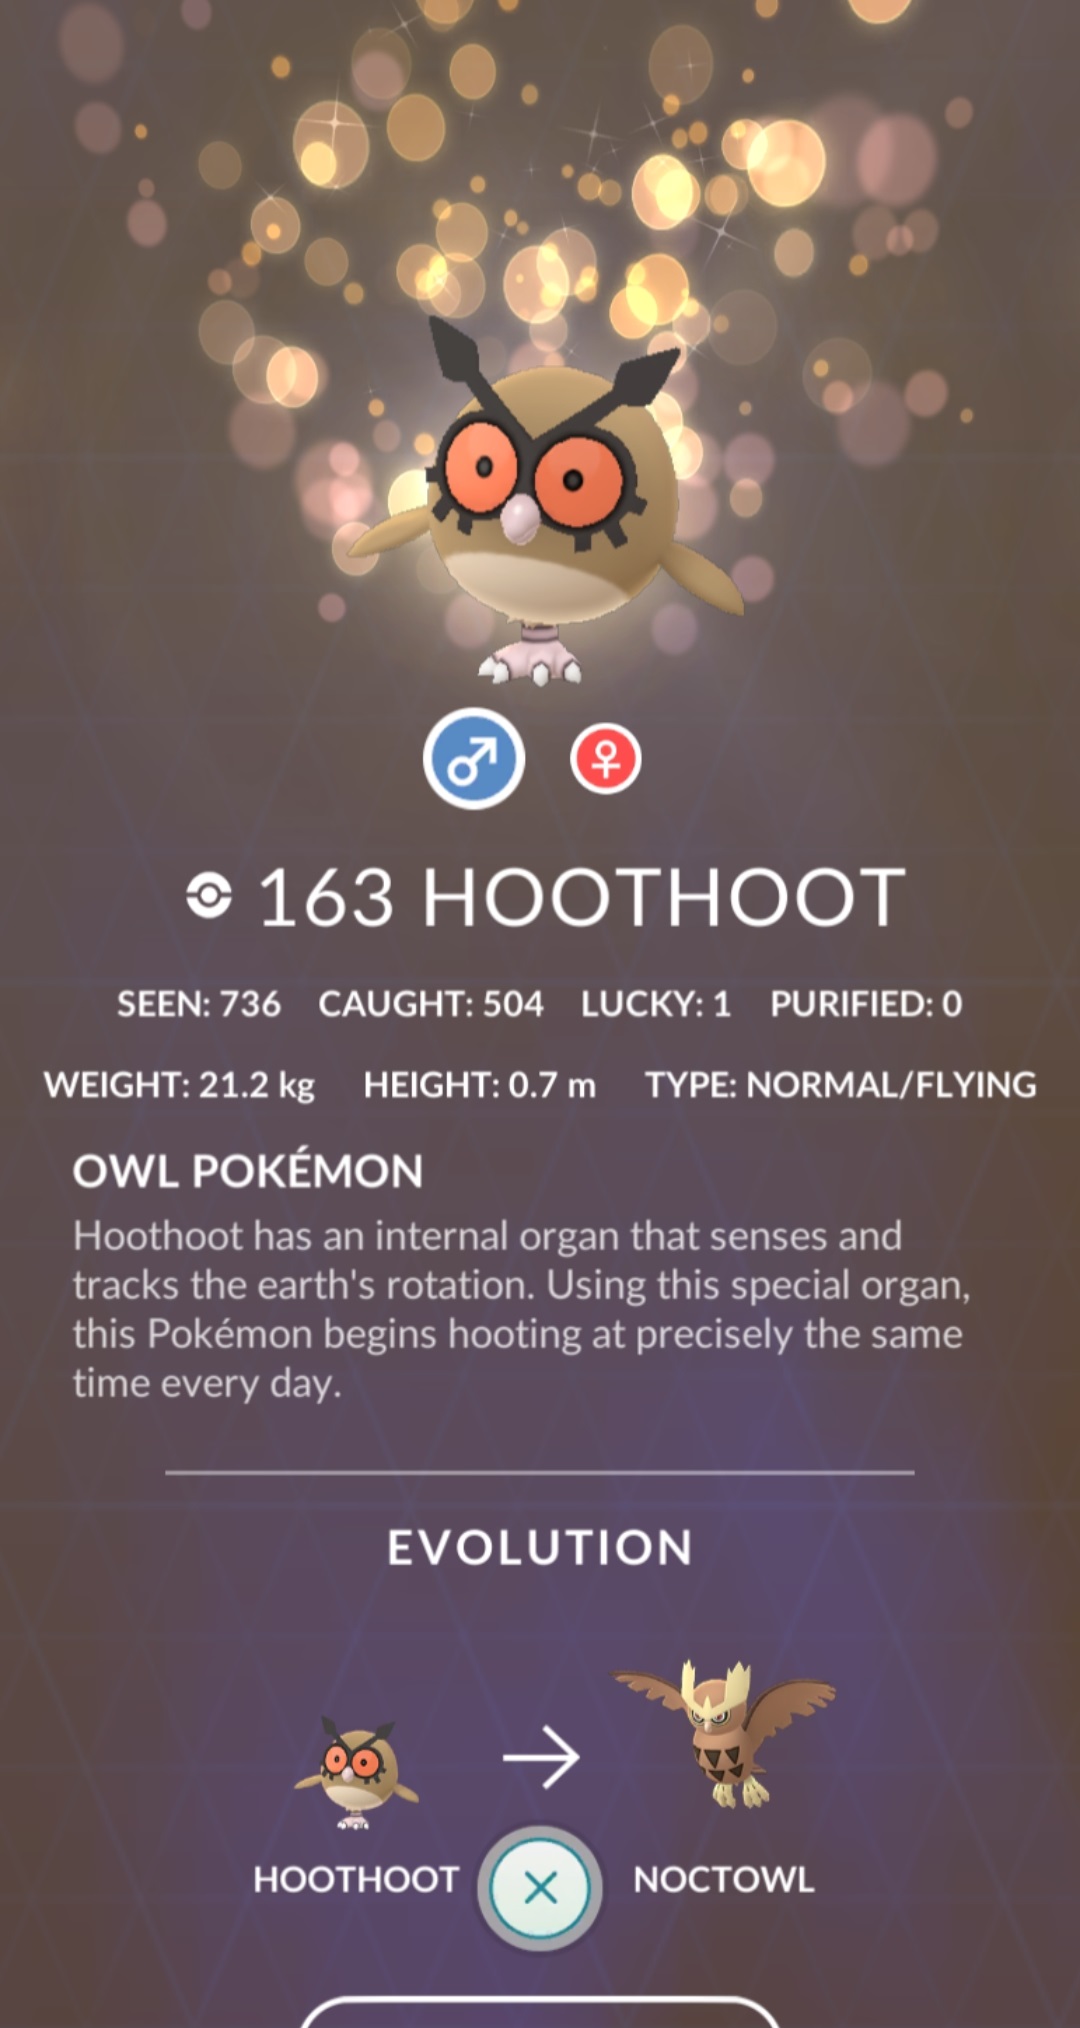 163 HOOTHOOT
SEEN: 736 CAUGHT: 504 LUCKY: 1 PURIFIED: 0
WEIGHT: 21.2 kg HEIGHT: 0.7 m TYPE: NORMAL/FLYING
OWL POKÉMON
Hoothoot has an internal organ that senses and
tracks the earth's rotation. Using this special organ,
this Pokémon begins hooting at precisely the same
time every day.
EVOLUTION
HOOTHOOT NOCTOWL